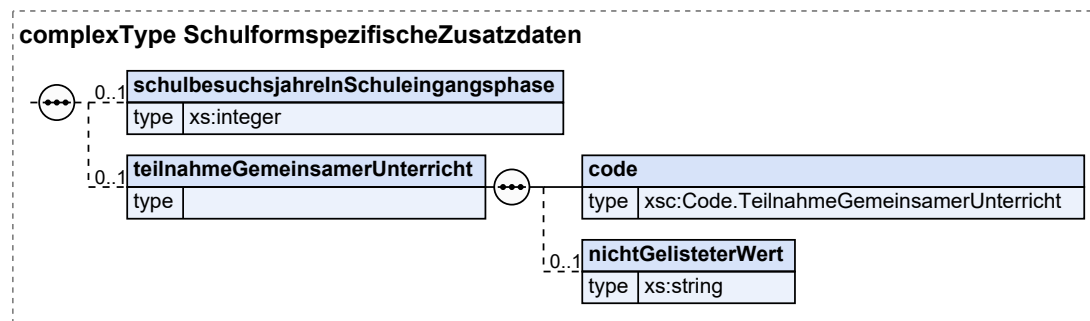 complexType SchulformspezifischeZusatzdaten
0..1
schulbesuchsjahreInSchuleingangsphase
type xs:integer
0..1
teilnahmeGemeinsamerUnterricht
type
code
type xsc:Code.TeilnahmeGemeinsamerUnterricht
0..1
nichtGelisteterWert
type xs:string